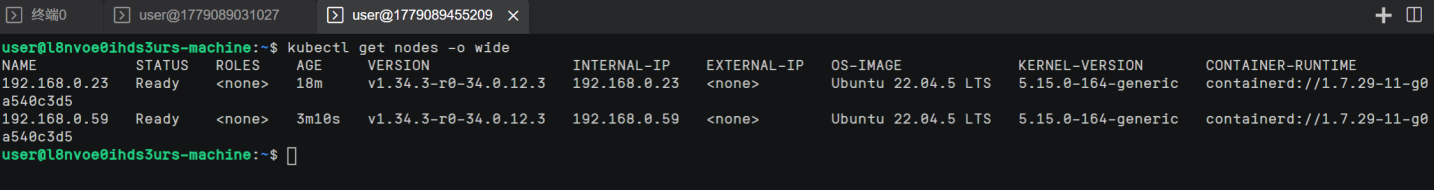 终端0 user@1779089031027 user@1779089455209
user@l8nvoe0ihds3urs-machine:~$ kubectl get nodes -o wide
NAME STATUS ROLES AGE VERSION INTERNAL-IP EXTERNAL-IP OS-IMAGE KERNEL-VERSION CONTAINER-RUNTIME
192.168.0.23 Ready <none> 18m v1.34.3-r0-34.0.12.3 192.168.0.23 <none> Ubuntu 22.04.5 LTS 5.15.0-164-generic containerd://1.7.29-11-g0
a540c3d5
192.168.0.59 Ready <none> 3m10s v1.34.3-r0-34.0.12.3 192.168.0.59 <none> Ubuntu 22.04.5 LTS 5.15.0-164-generic containerd://1.7.29-11-g0
a540c3d5
user@l8nvoe0ihds3urs-machine:~$